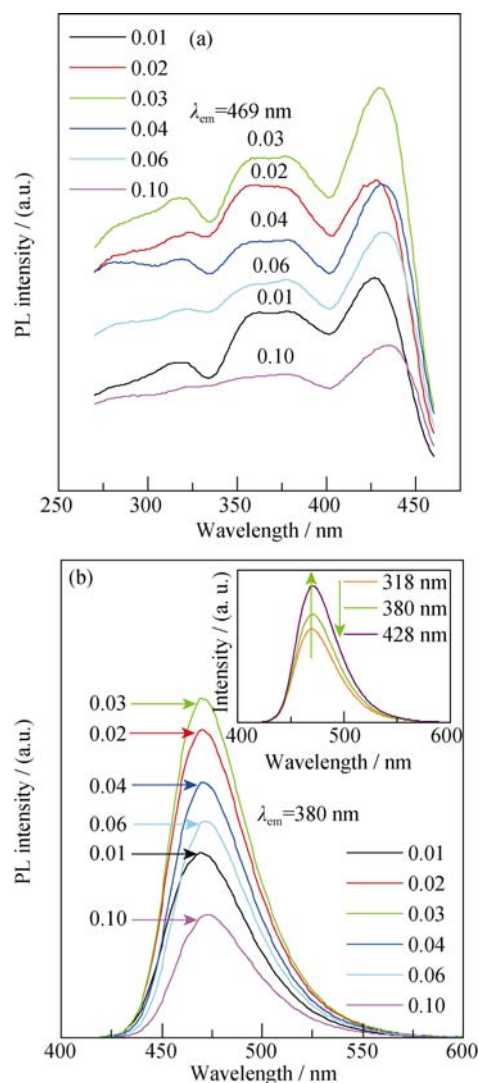 (a)
0.01
0.02
0.03
0.04
0.06
0.10
λem=469 nm
0.03
0.02
0.04
0.06
0.01
0.10
PL intensity / (a.u.)
250 300 350 400 450
Wavelength / nm
(b)
318 nm
380 nm
428 nm
Intensity / (a. u.)
400 500 600
Wavelength / nm
0.03
0.02
0.04
0.06
0.01
0.10
λem=380 nm
0.01
0.02
0.03
0.04
0.06
0.10
PL intensity / (a.u.)
400 450 500 550 600
Wavelength / nm